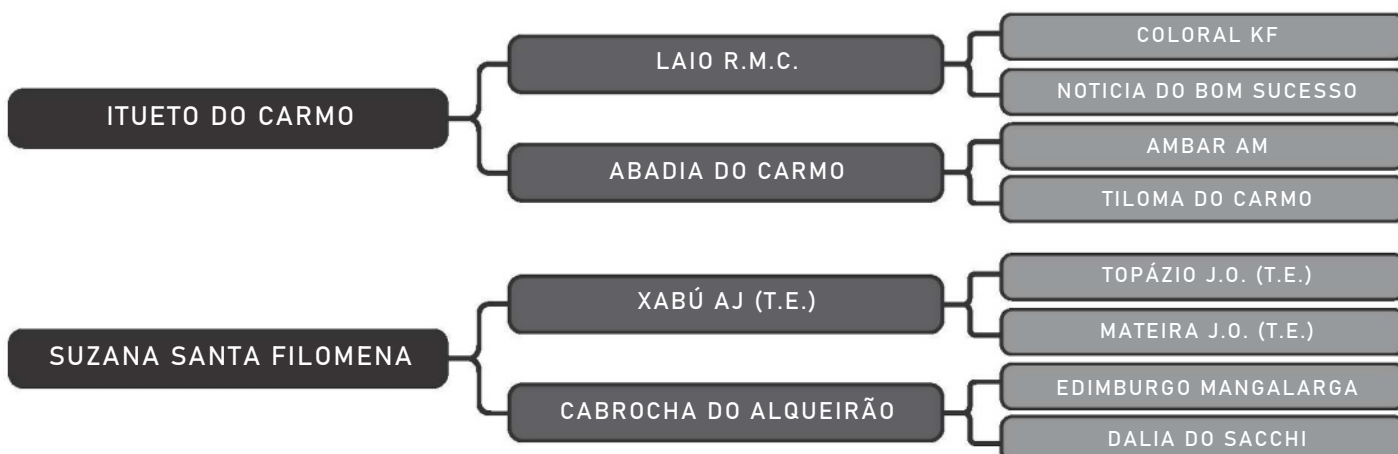 ITUETO DO CARMO
LAIO R.M.C.
COLORAL KF
NOTICIA DO BOM SUCESSO
ABADIA DO CARMO
AMBAR AM
TILOMA DO CARMO
SUZANA SANTA FILOMENA
XABÚ AJ (T.E.)
TOPÁZIO J.O. (T.E.)
MATEIRA J.O. (T.E.)
CABROCHA DO ALQUEIRÃO
EDIMBURGO MANGALARGA
DALIA DO SACCHI